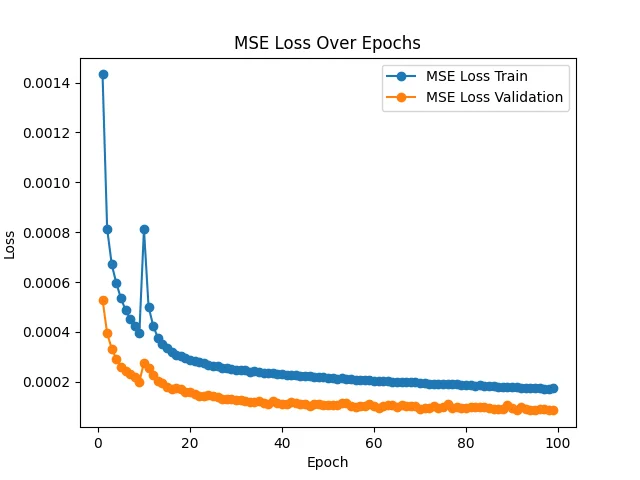 MSE Loss Over Epochs
MSE Loss Train
MSE Loss Validation
0.0014
0.0012
0.0010
0.0008
0.0006
0.0004
0.0002
Loss
0 20 40 60 80 100
Epoch